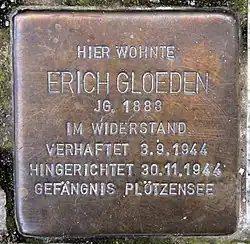 HIER WOHNTE
ERICH GLOEDEN
JG. 1888
IM WIDERSTAND
VERHAFTET 3.9.1944
HINGERICHTET 30.11.1944
GEFÄNGNIS PLÖTZENSEE